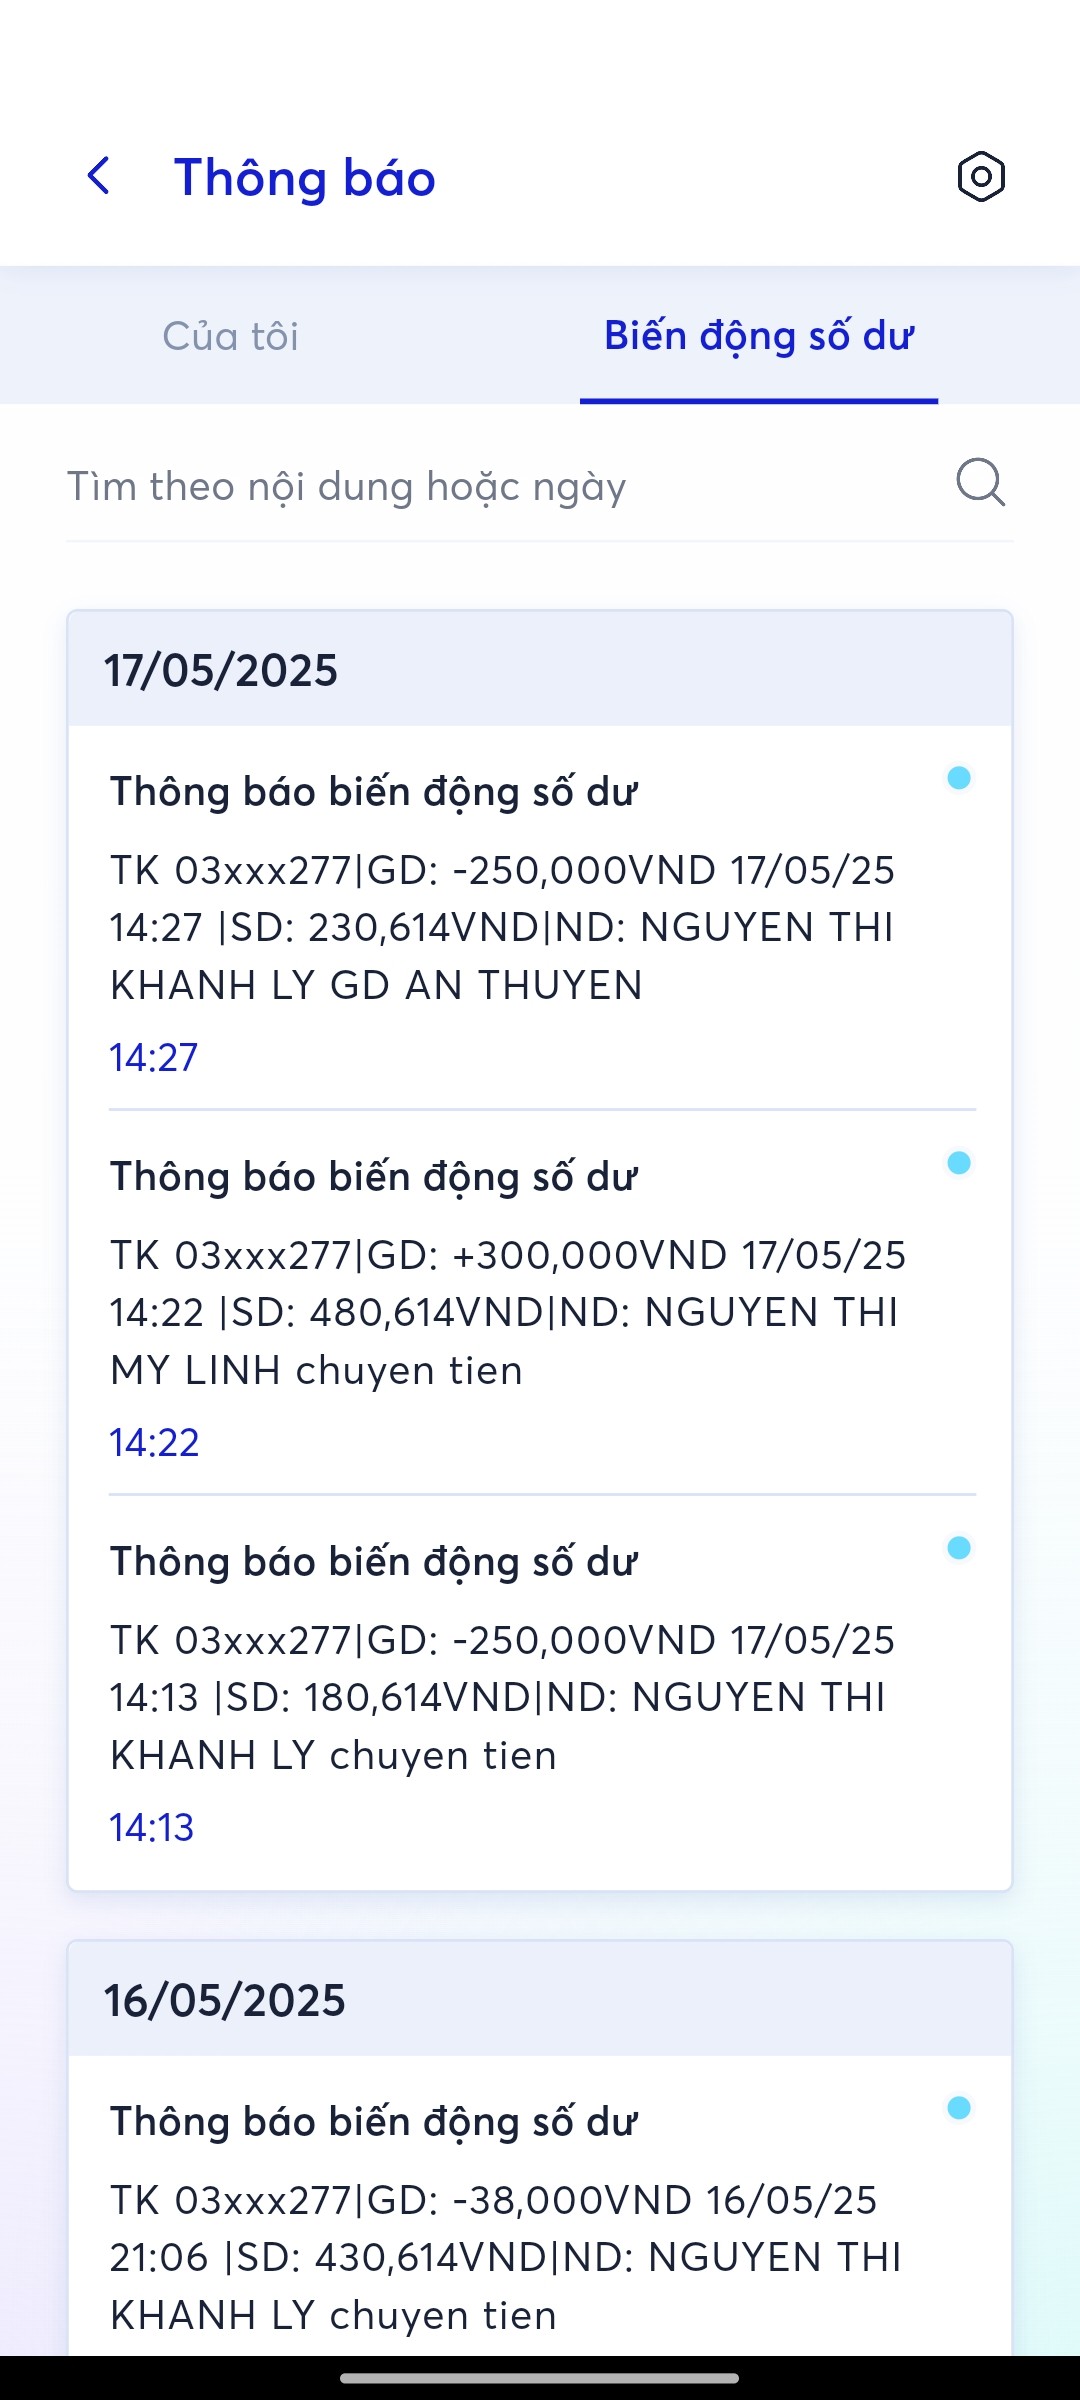 Thông báo
Của tôi
Biến động số dư
Tìm theo nội dung hoặc ngày
17/05/2025
Thông báo biến động số dư
TK 03xxx277|GD: -250,000VND 17/05/25
14:27 |SD: 230,614VND|ND: NGUYEN THI
KHANH LY GD AN THUYEN
14:27
Thông báo biến động số dư
TK 03xxx277|GD: +300,000VND 17/05/25
14:22 |SD: 480,614VND|ND: NGUYEN THI
MY LINH chuyen tien
14:22
Thông báo biến động số dư
TK 03xxx277|GD: -250,000VND 17/05/25
14:13 |SD: 180,614VND|ND: NGUYEN THI
KHANH LY chuyen tien
14:13
16/05/2025
Thông báo biến động số dư
TK 03xxx277|GD: -38,000VND 16/05/25
21:06 |SD: 430,614VND|ND: NGUYEN THI
KHANH LY chuyen tien